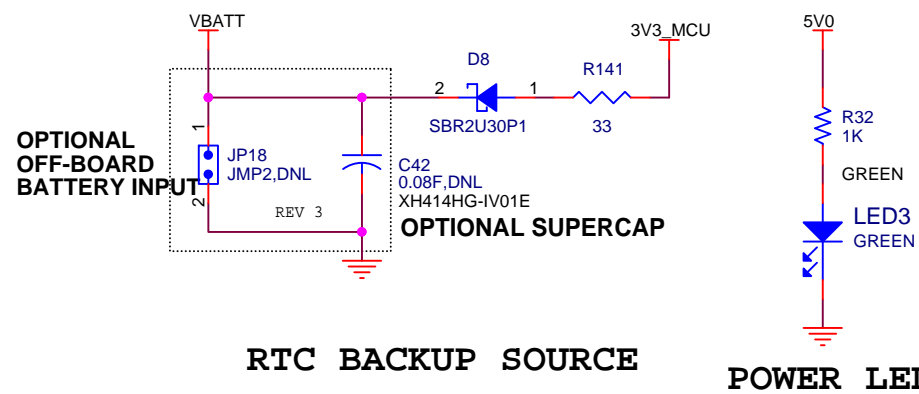 VBATT
5V0
3V3_MCU
D8
R141
2
1
SBR2U30P1
33
R32
1K
1
OPTIONAL
OFF-BOARD
BATTERY INPUT
JP18
JMP2,DNL
C42
0.08F,DNL
XH414HG-IV01E
GREEN
2
REV 3
OPTIONAL SUPERCAP
LED3
GREEN
RTC BACKUP SOURCE
POWER LED